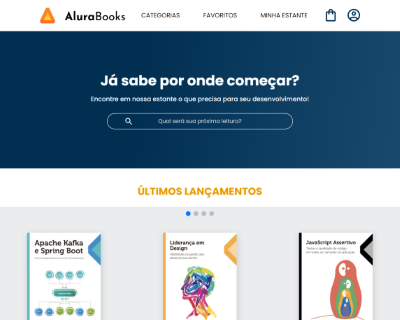 AluraBooks
CATEGORIAS
FAVORITOS
MINHA ESTANTE
Já sabe por onde começar?
Encontre em nossa estante o que precisa para seu desenvolvimento!
Qual será sua próxima leitura?
ÚLTIMOS LANÇAMENTOS
Apache Kafka
e Spring Boot
Liderança em
Design
JavaScript Assertivo